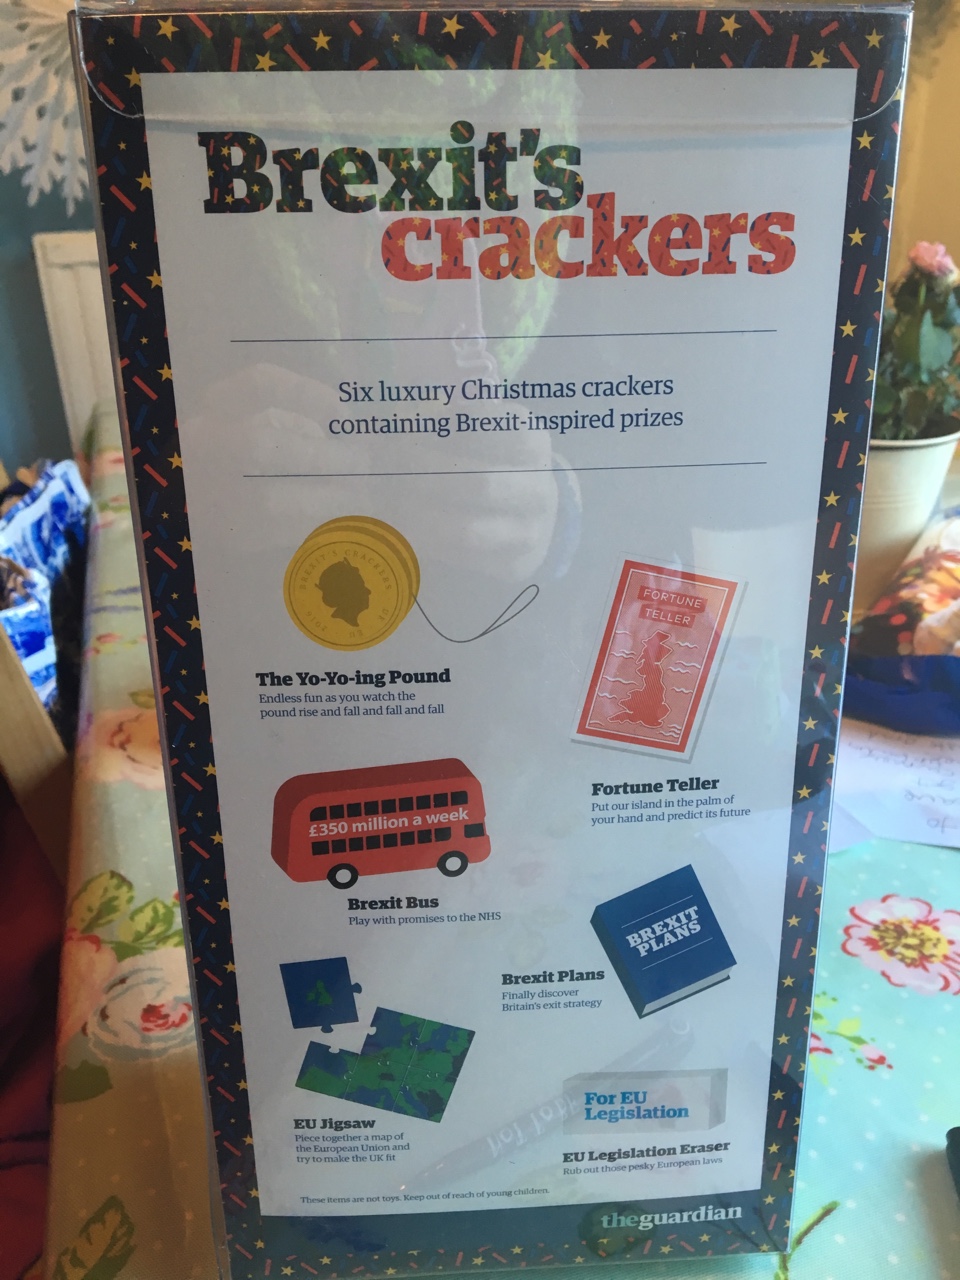 Brexit's
crackers
Six luxury Christmas crackers
containing Brexit-inspired prizes
BREXIT'S CRACKERS
The Yo-Yo-ing Pound
Endless fun as you watch the
pound rise and fall and fall and fall
FORTUNE
TELLER
Fortune Teller
Put our island in the palm of
your hand and predict its future
£350 million a week
Brexit Bus
Play with promises to the NHS
BREXIT
PLANS
Brexit Plans
Finally discover
Britain's exit strategy
EU Jigsaw
Piece together a map of
the European Union and
try to make the UK fit
For EU
Legislation
EU Legislation Eraser
Rub out those pesky European laws
These items are not toys. Keep out of reach of young children.
theguardian